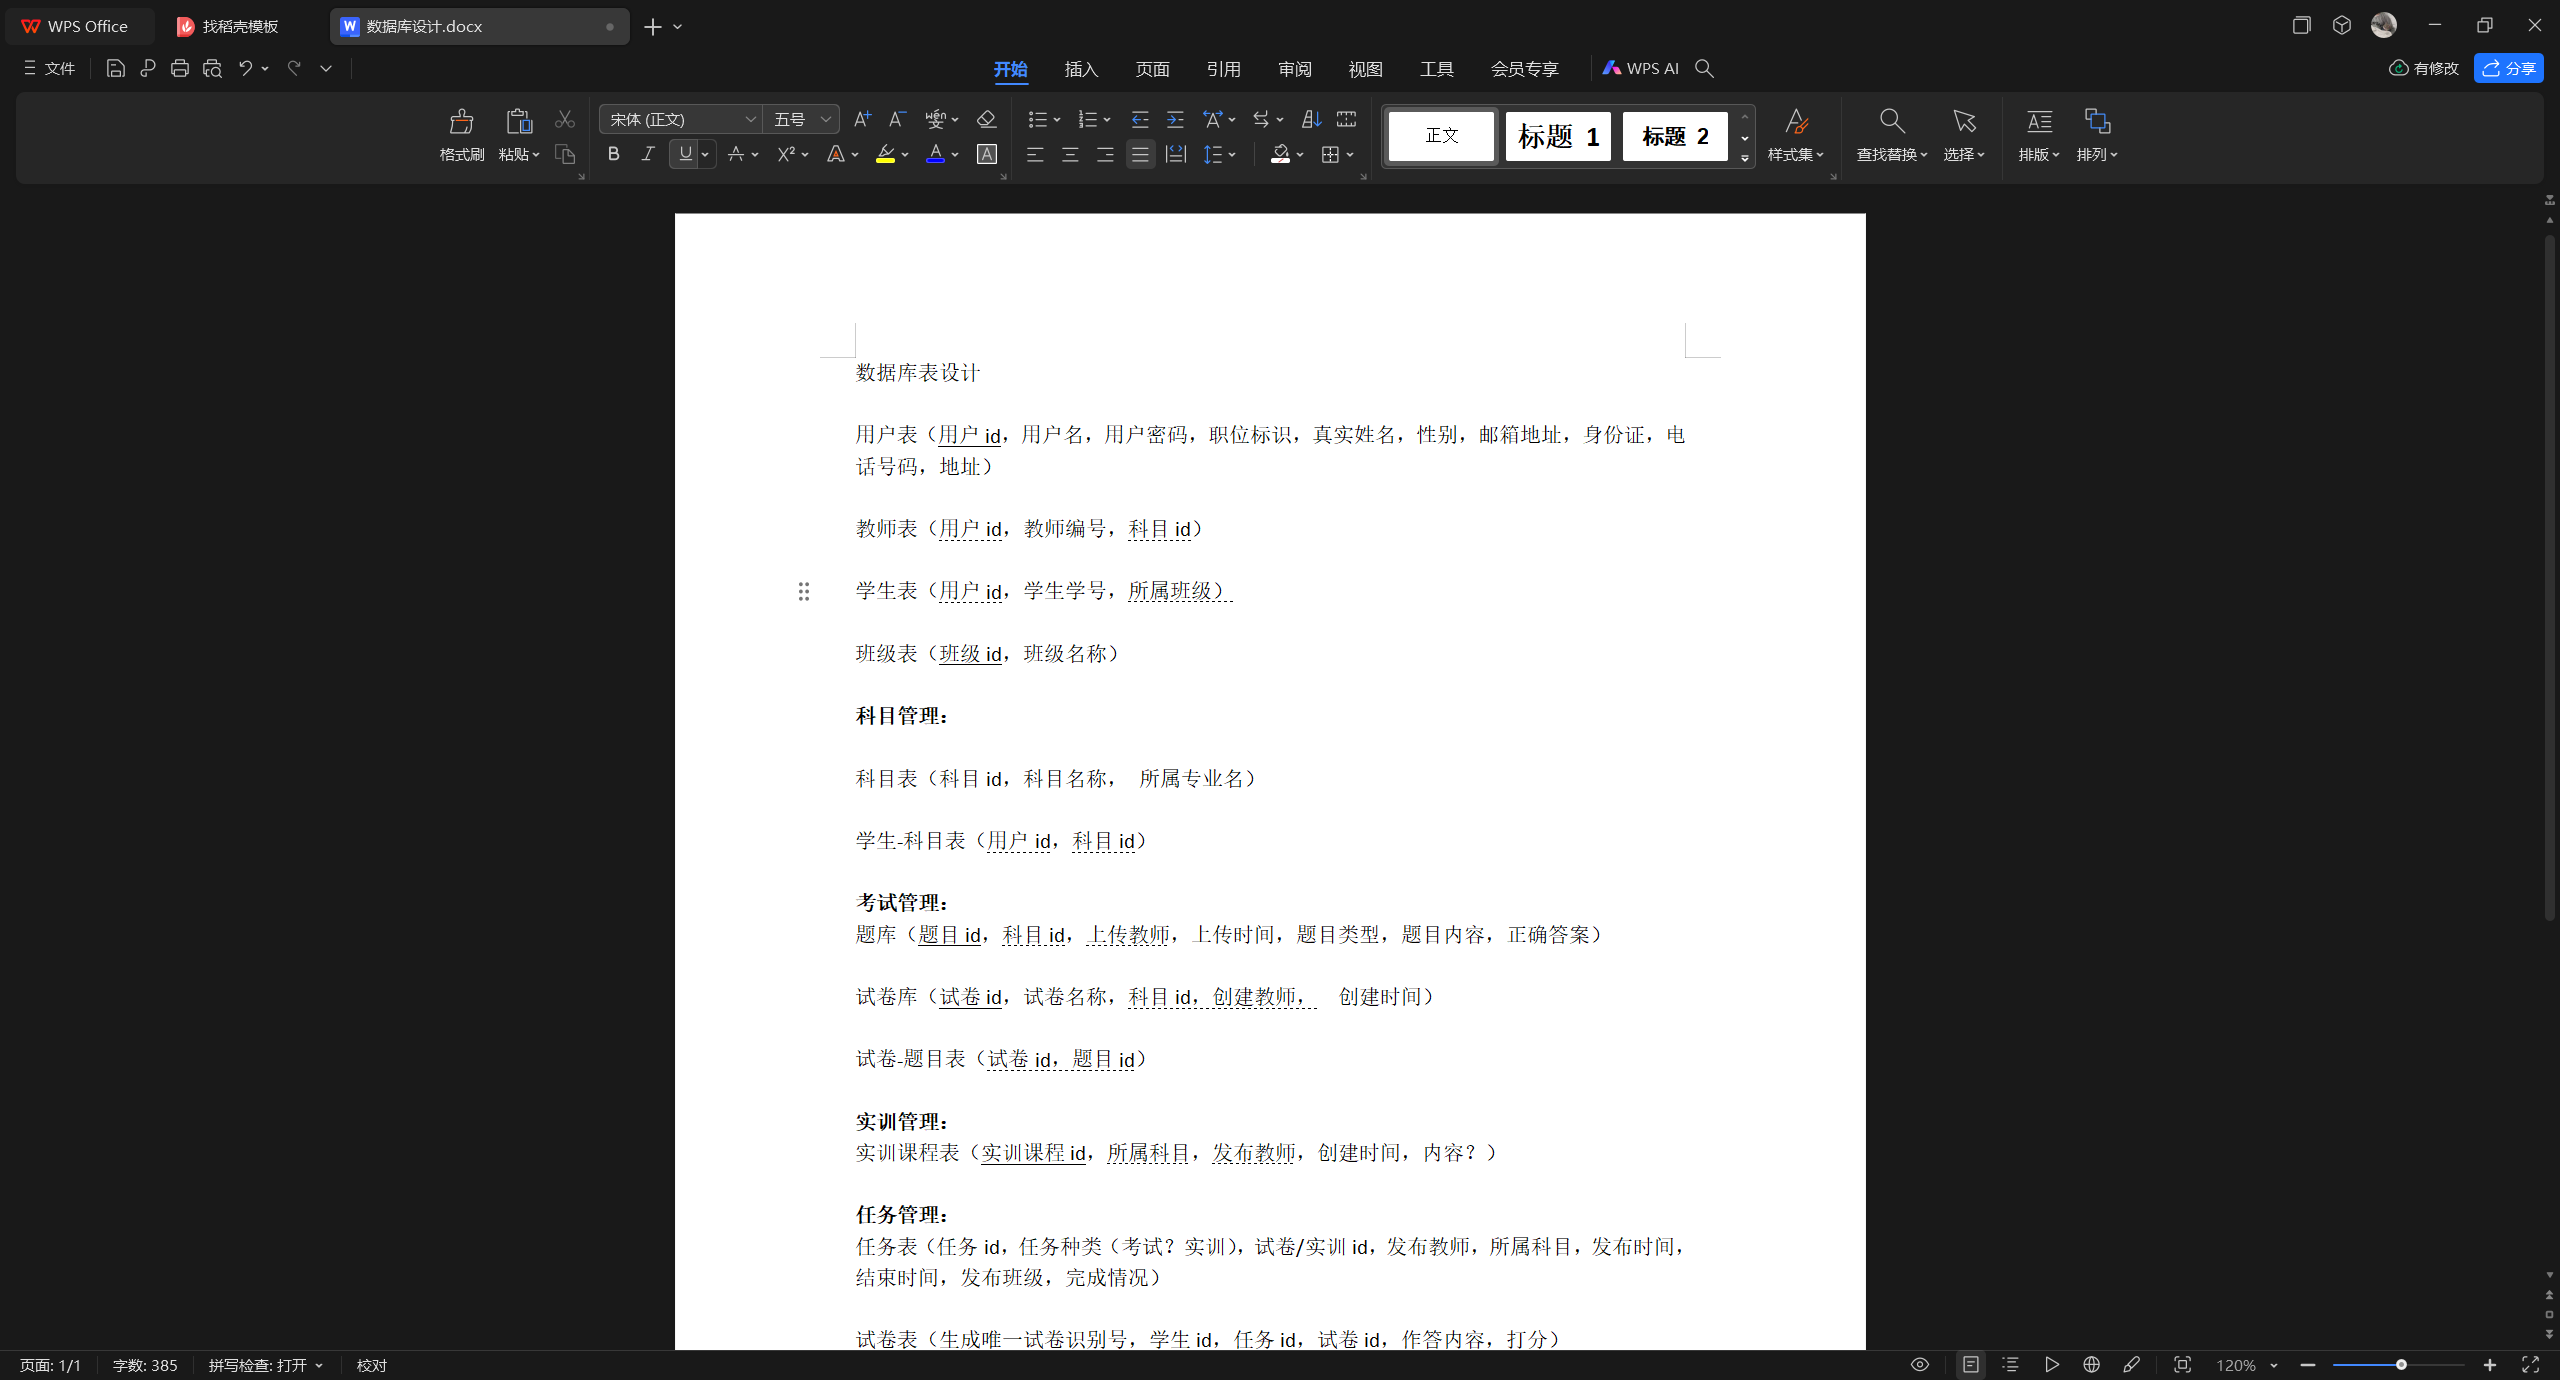 WPS Office
找稻壳模板
数据库设计.docx
文件
开始
插入
页面
引用
审阅
视图
工具
会员专享
WPS AI
有修改
分享
格式刷
粘贴
宋体 (正文)
五号
正文
标题 1
标题 2
样式集
查找替换
选择
排版
排列
数据库表设计
用户表（用户 id，用户名，用户密码，职位标识，真实姓名，性别，邮箱地址，身份证，电
话号码，地址）
教师表（用户 id，教师编号，科目 id）
学生表（用户 id，学生学号，所属班级）
班级表（班级 id，班级名称）
科目管理：
科目表（科目 id，科目名称， 所属专业名）
学生-科目表（用户 id，科目 id）
考试管理：
题库（题目 id，科目 id，上传教师，上传时间，题目类型，题目内容，正确答案）
试卷库（试卷 id，试卷名称，科目 id，创建教师， 创建时间）
试卷-题目表（试卷 id，题目 id）
实训管理：
实训课程表（实训课程 id，所属科目，发布教师，创建时间，内容？）
任务管理：
任务表（任务 id，任务种类（考试？实训），试卷/实训 id，发布教师，所属科目，发布时间，
结束时间，发布班级，完成情况）
试卷表（生成唯一试卷识别号，学生 id，任务 id，试卷 id，作答内容，打分）
页面: 1/1
字数: 385
拼写检查: 打开
校对
120%